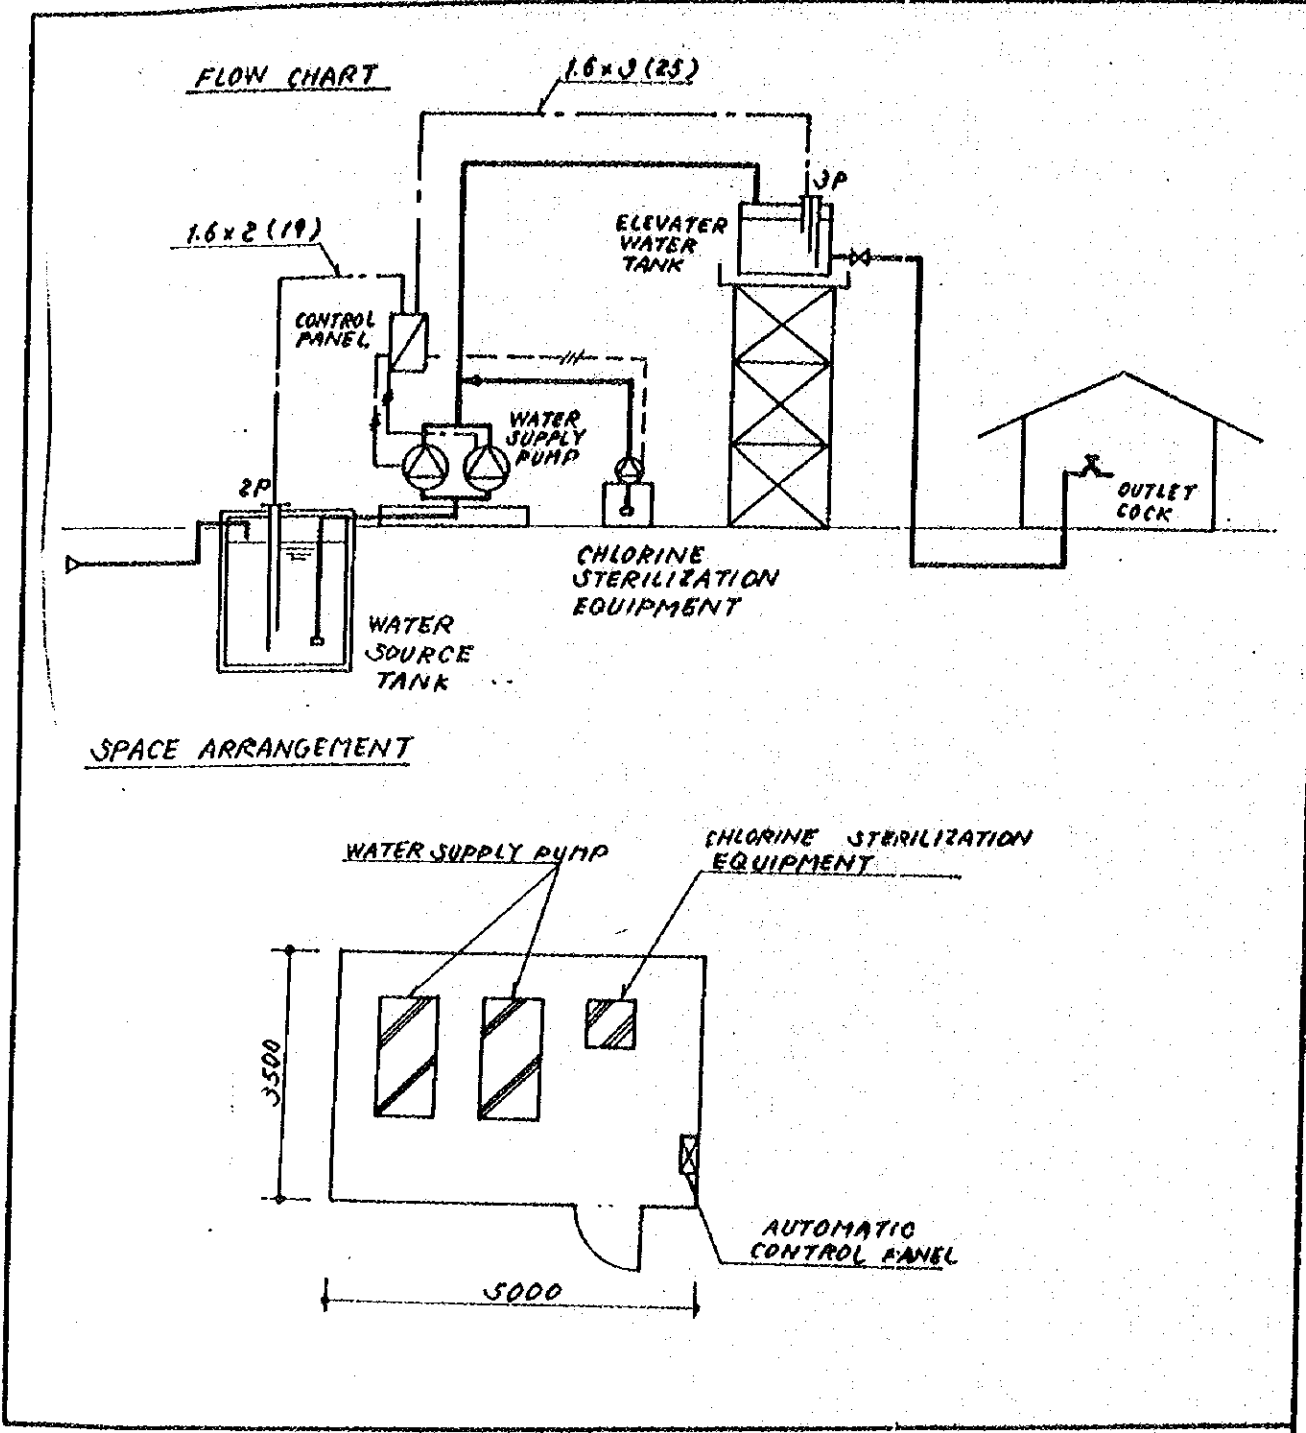 FLOW CHART
1.6 x 3 (25)
3P
ELEVATER
WATER
TANK
1.6 x 2 (19)
CONTROL
PANEL
WATER
SUPPLY
PUMP
2P
OUTLET
COCK
CHLORINE
STERILIZATION
EQUIPMENT
WATER
SOURCE
TANK
SPACE ARRANGEMENT
WATER SUPPLY PUMP
CHLORINE STERILIZATION
EQUIPMENT
3500
AUTOMATIC
CONTROL PANEL
5000